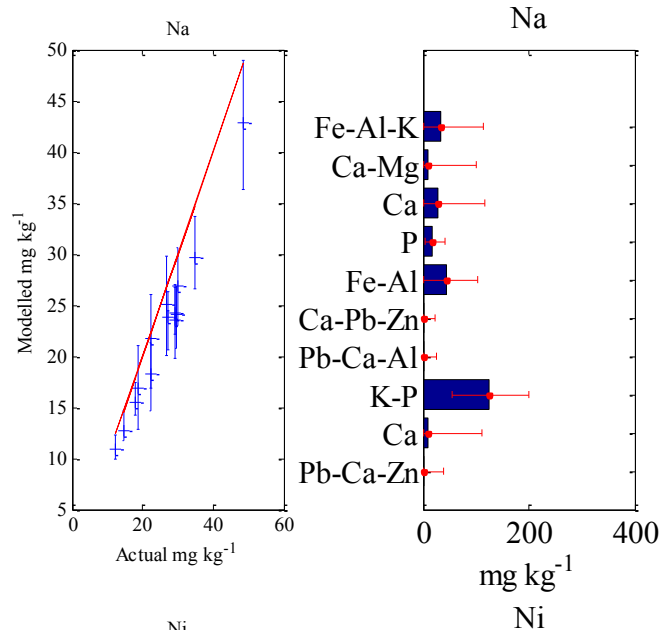 Na
50
45
40
35
30
25
20
15
10
5
0
20
40
60
Modelled mg kg⁻¹
Actual mg kg⁻¹
Na
Fe-Al-K
Ca-Mg
Ca
P
Fe-Al
Ca-Pb-Zn
Pb-Ca-Al
K-P
Ca
Pb-Ca-Zn
0
200
400
mg kg⁻¹
Ni
Ni